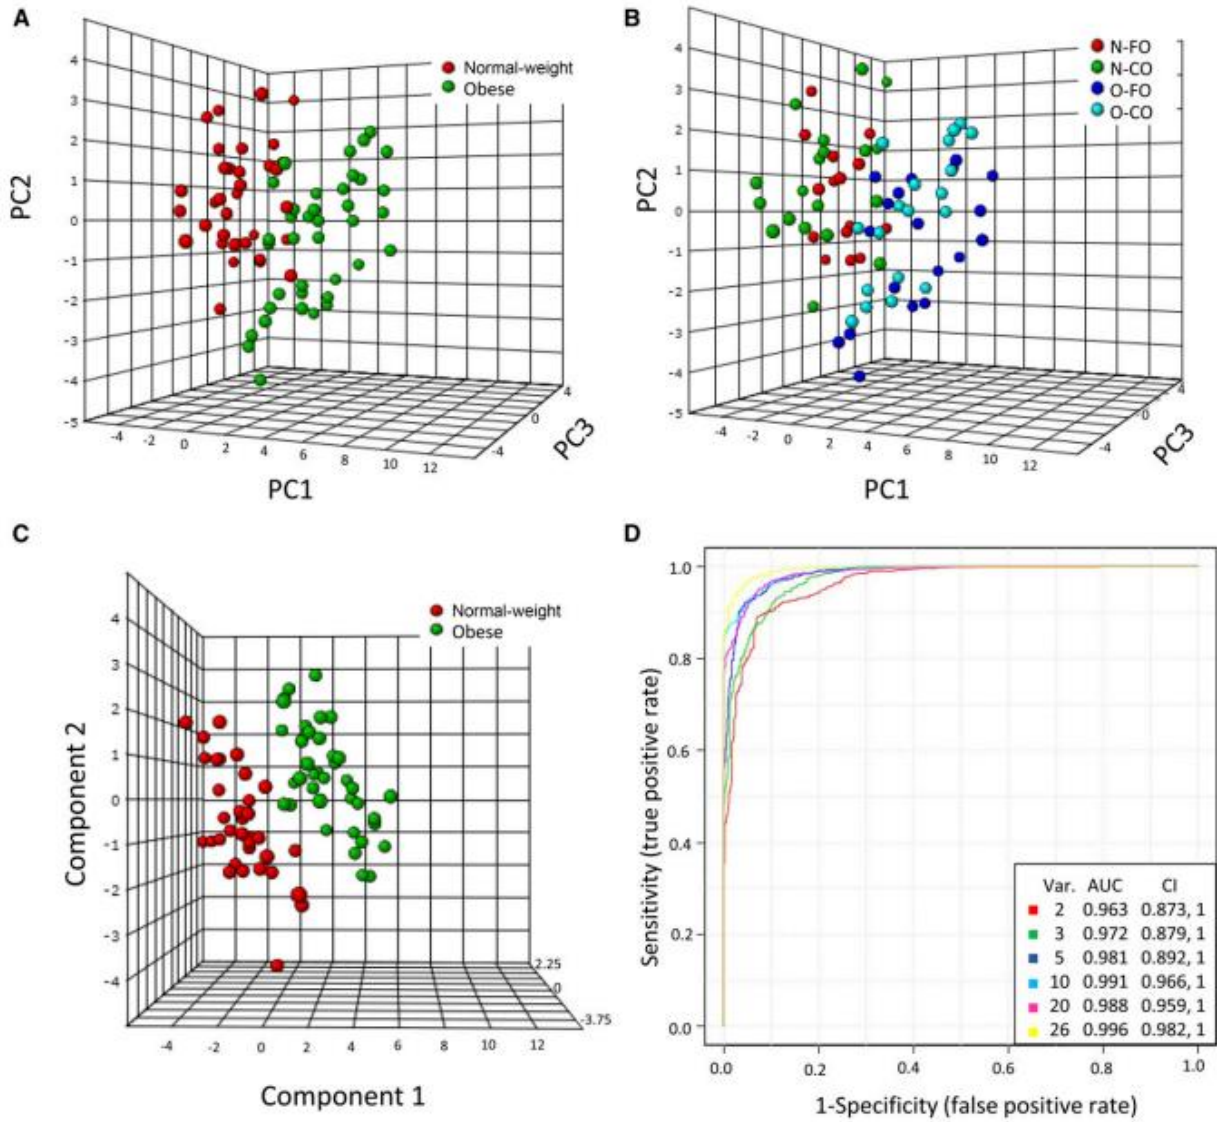 A
PC2
4
3
2
1
0
-1
-2
-3
-4
-5
Normal-weight
Obese
-4 -2 0 2 4 6 8 10 12
-4 0 4
PC1
PC3
B
PC2
4
3
2
1
0
-1
-2
-3
-4
-5
N-FO
N-CO
O-FO
O-CO
-4 -2 0 2 4 6 8 10 12
-4 0 4
PC1
PC3
C
Component 2
4
3
2
1
0
-1
-2
-3
-4
Normal-weight
Obese
2.25
0
-3.75
-4 -2 0 2 4 6 8 10 12
Component 1
D
Sensitivity (true positive rate)
1.0
0.8
0.6
0.4
0.2
0.0
Var. AUC CI
2 0.963 0.873, 1
3 0.972 0.879, 1
5 0.981 0.892, 1
10 0.991 0.966, 1
20 0.988 0.959, 1
26 0.996 0.982, 1
0.0 0.2 0.4 0.6 0.8 1.0
1-Specificity (false positive rate)